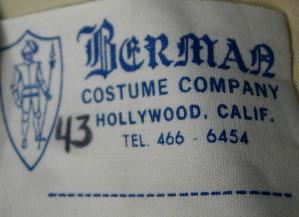 BERMAN
COSTUME COMPANY
43 HOLLYWOOD, CALIF.
TEL. 466 - 6454